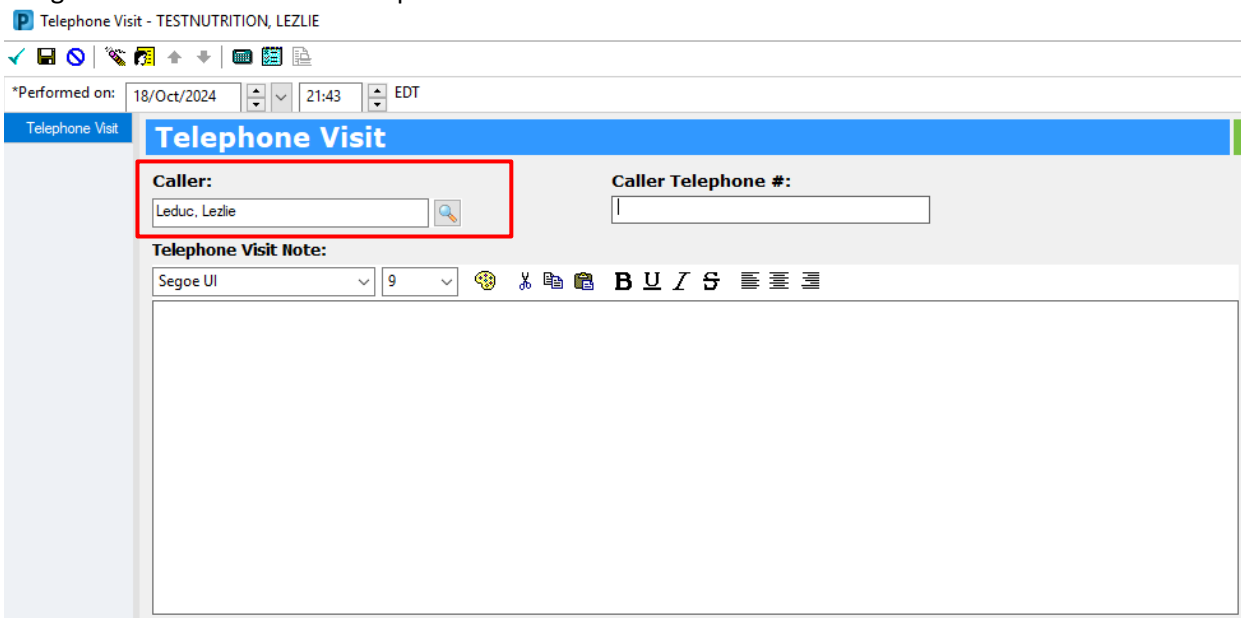 Telephone Visit - TESTNUTRITION, LEZLIE
*Performed on: 18/Oct/2024 21:43 EDT
Telephone Visit
Telephone Visit
Caller: Caller Telephone #:
Leduc, Lezlie
Telephone Visit Note:
Segoe UI 9 B U I S